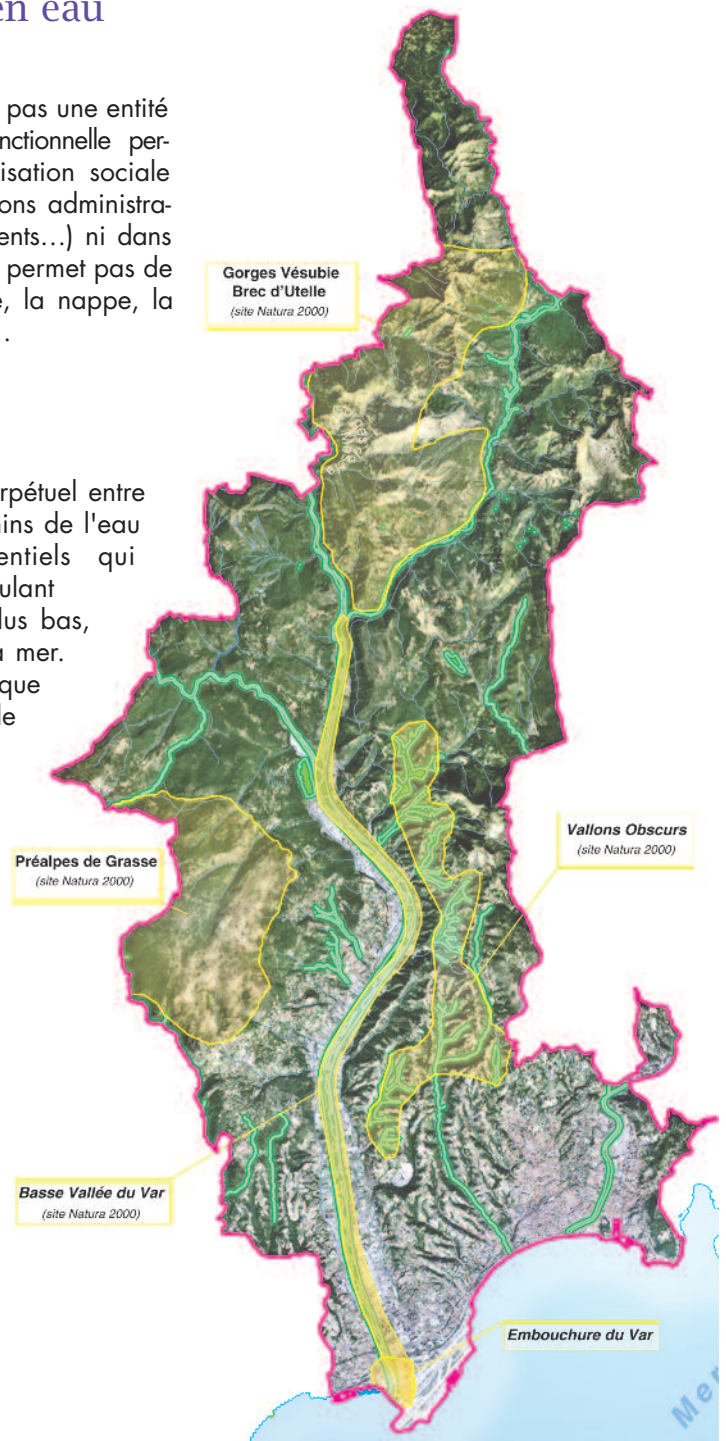 en eau
pas une entité
nctionnelle per-
isation sociale
ons administra-
ents...) ni dans
permet pas de
e, la nappe, la
.
rpétuel entre
nins de l'eau
entiels qui
ulant
lus bas,
a mer.
que
le
Gorges Vésubie
Brec d'Utelle
(site Natura 2000)
Préalpes de Grasse
(site Natura 2000)
Vallons Obscurs
(site Natura 2000)
Basse Vallée du Var
(site Natura 2000)
Embouchure du Var
Mer